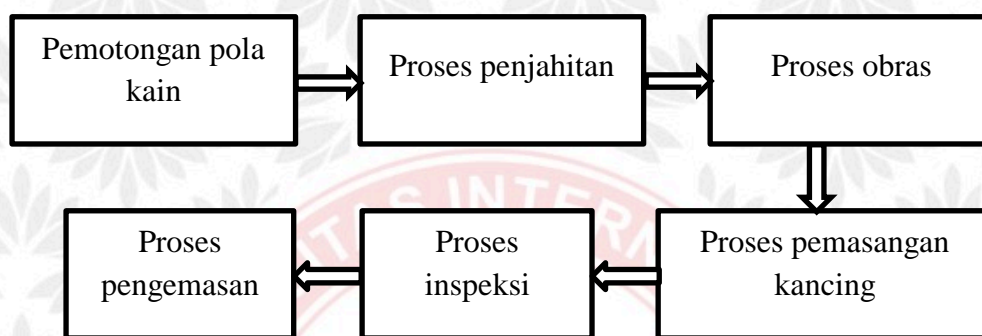 Pemotongan pola
kain
Proses penjahitan
Proses obras
Proses pemasangan
kancing
Proses
inspeksi
Proses
pengemasan